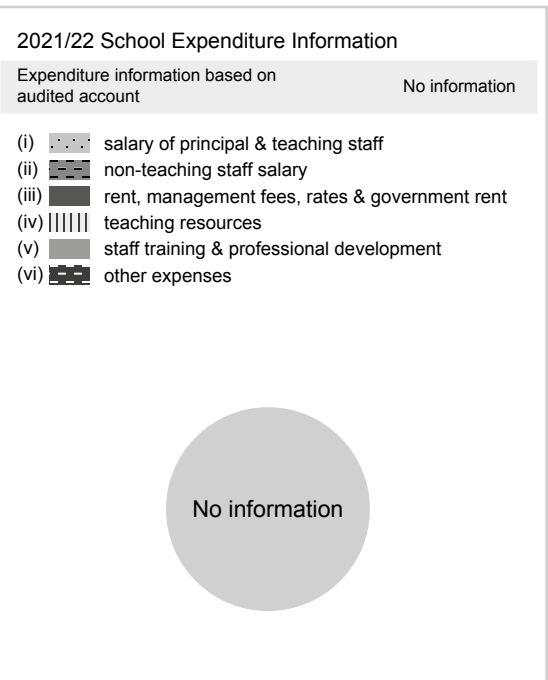 2021/22 School Expenditure Information
Expenditure information based on
audited account
No information
(i) salary of principal & teaching staff
(ii) non-teaching staff salary
(iii) rent, management fees, rates & government rent
(iv) teaching resources
(v) staff training & professional development
(vi) other expenses
No information